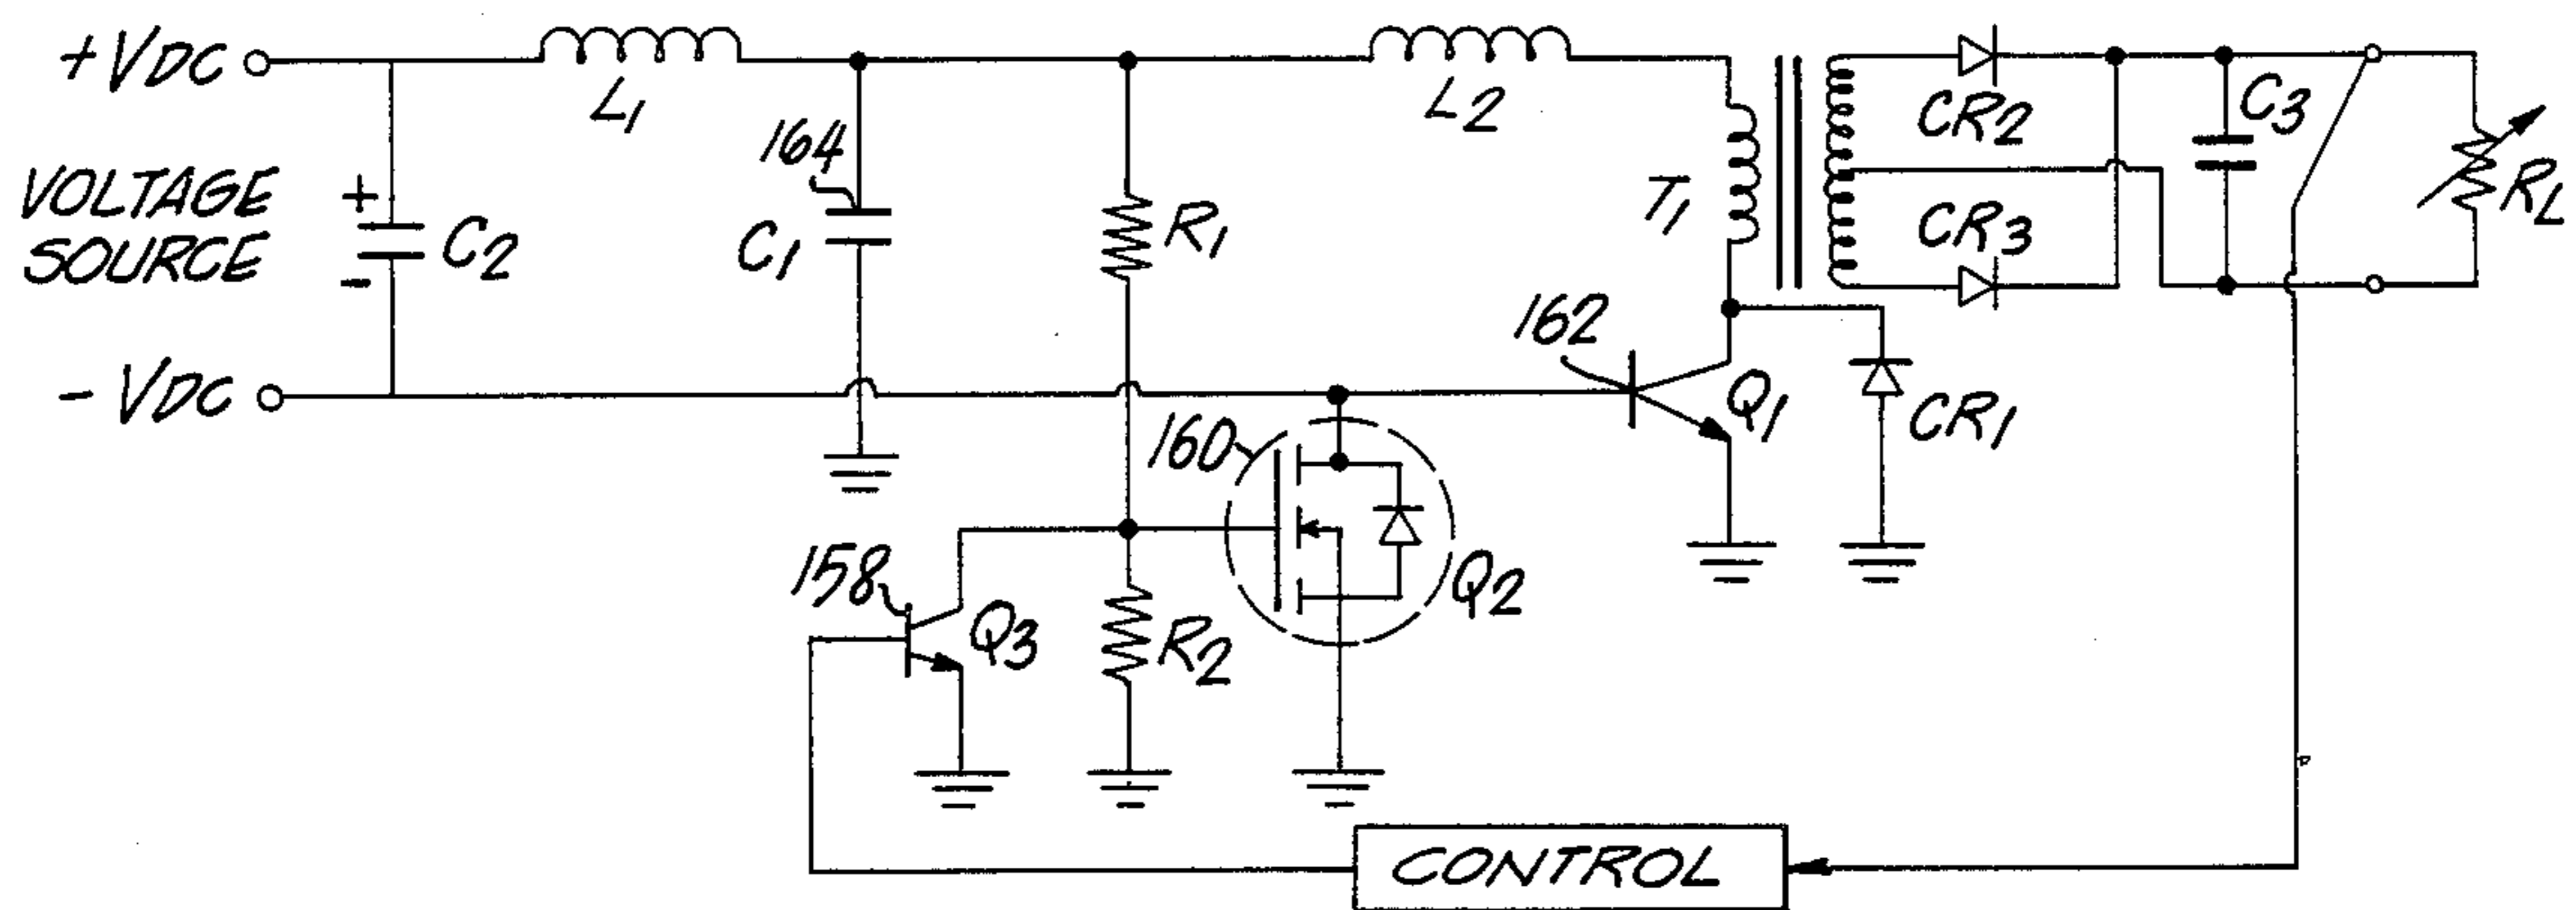 +VDC
L1
L2
CR2
C3
164
VOLTAGE
SOURCE
+
-
C2
C1
R1
T1
CR3
RL
162
- VDC
Q1
CR1
160
158
Q3
R2
Q2
CONTROL